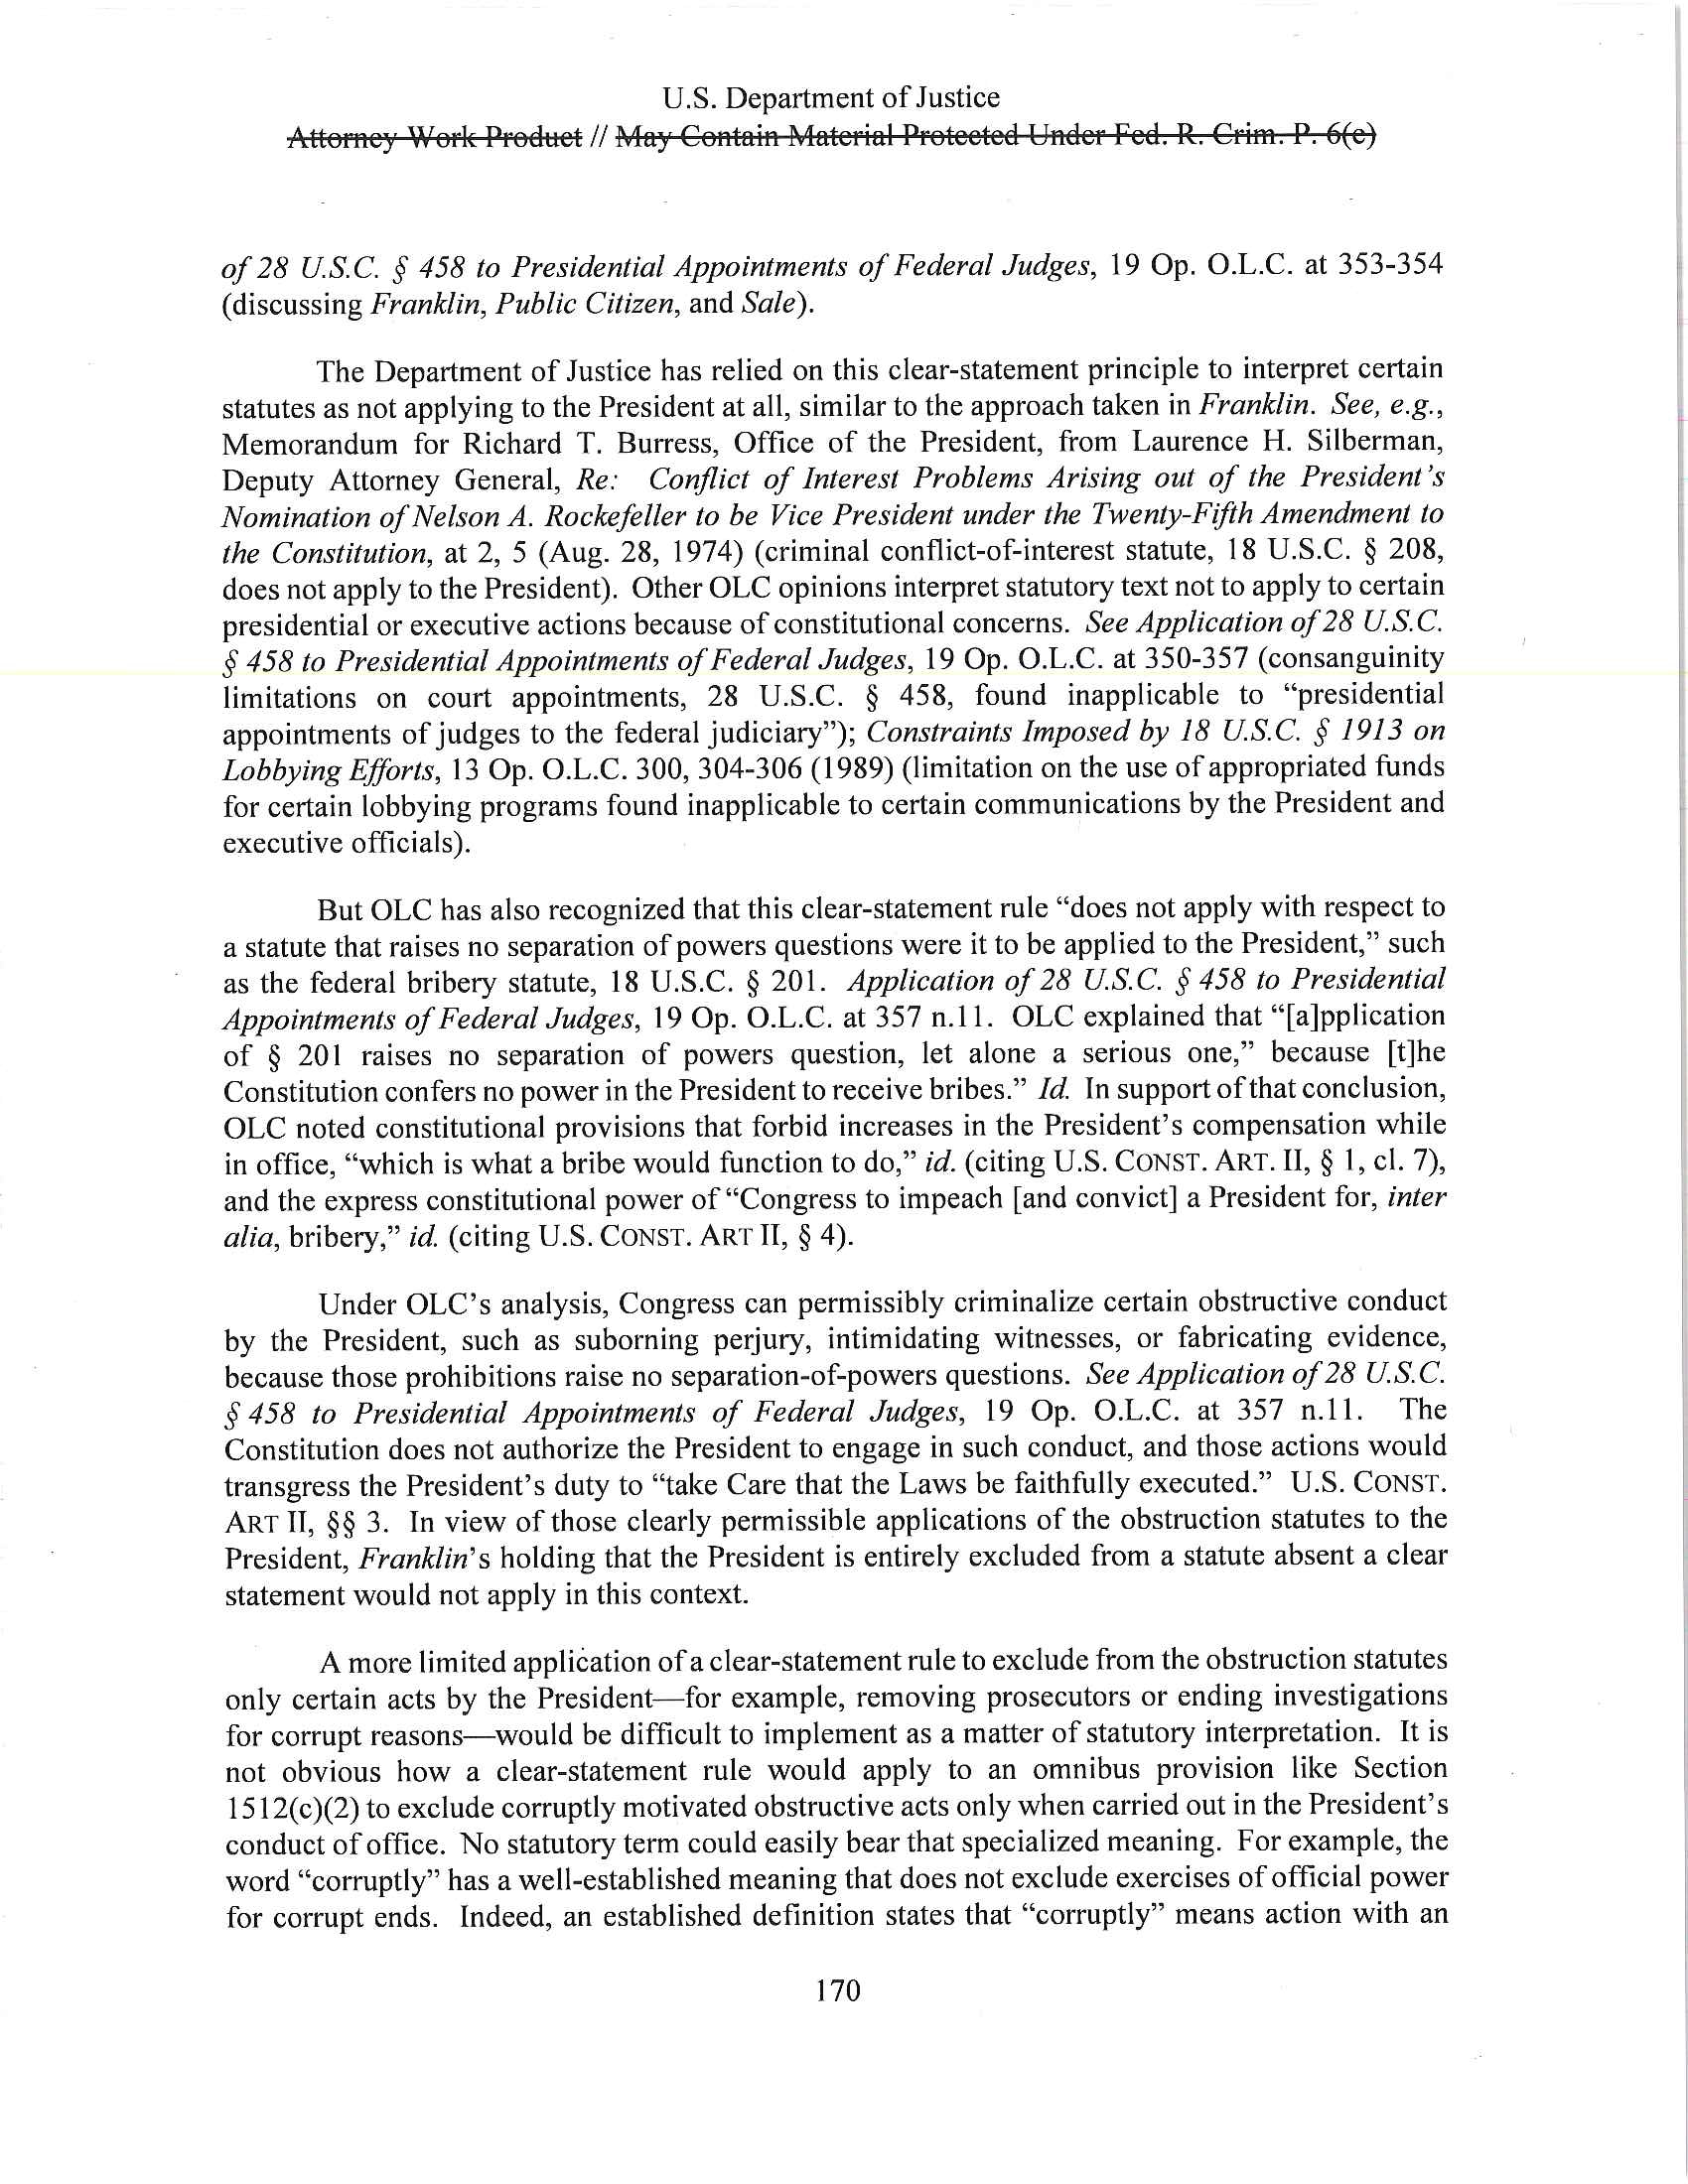 U.S. Department of Justice
Attorney Work Product // May Contain Material Protected Under Fed. R. Crim. P. 6(e)
of 28 U.S.C. § 458 to Presidential Appointments of Federal Judges, 19 Op. O.L.C. at 353-354
(discussing Franklin, Public Citizen, and Sale).
The Department of Justice has relied on this clear-statement principle to interpret certain
statutes as not applying to the President at all, similar to the approach taken in Franklin. See, e.g.,
Memorandum for Richard T. Burress, Office of the President, from Laurence H. Silberman,
Deputy Attorney General, Re: Conflict of Interest Problems Arising out of the President's
Nomination of Nelson A. Rockefeller to be Vice President under the Twenty-Fifth Amendment to
the Constitution, at 2, 5 (Aug. 28, 1974) (criminal conflict-of-interest statute, 18 U.S.C. § 208,
does not apply to the President). Other OLC opinions interpret statutory text not to apply to certain
presidential or executive actions because of constitutional concerns. See Application of 28 U.S.C.
§ 458 to Presidential Appointments of Federal Judges, 19 Op. O.L.C. at 350-357 (consanguinity
limitations on court appointments, 28 U.S.C. § 458, found inapplicable to “presidential
appointments of judges to the federal judiciary”); Constraints Imposed by 18 U.S.C. § 1913 on
Lobbying Efforts, 13 Op. O.L.C. 300, 304-306 (1989) (limitation on the use of appropriated funds
for certain lobbying programs found inapplicable to certain communications by the President and
executive officials).
But OLC has also recognized that this clear-statement rule “does not apply with respect to
a statute that raises no separation of powers questions were it to be applied to the President,” such
as the federal bribery statute, 18 U.S.C. § 201. Application of 28 U.S.C. § 458 to Presidential
Appointments of Federal Judges, 19 Op. O.L.C. at 357 n.11. OLC explained that “[a]pplication
of § 201 raises no separation of powers question, let alone a serious one,” because [t]he
Constitution confers no power in the President to receive bribes.” Id. In support of that conclusion,
OLC noted constitutional provisions that forbid increases in the President’s compensation while
in office, “which is what a bribe would function to do,” id. (citing U.S. CONST. ART. II, § 1, cl. 7),
and the express constitutional power of “Congress to impeach [and convict] a President for, inter
alia, bribery,” id. (citing U.S. CONST. ART II, § 4).
Under OLC’s analysis, Congress can permissibly criminalize certain obstructive conduct
by the President, such as suborning perjury, intimidating witnesses, or fabricating evidence,
because those prohibitions raise no separation-of-powers questions. See Application of 28 U.S.C.
§ 458 to Presidential Appointments of Federal Judges, 19 Op. O.L.C. at 357 n.11. The
Constitution does not authorize the President to engage in such conduct, and those actions would
transgress the President’s duty to “take Care that the Laws be faithfully executed.” U.S. CONST.
ART II, §§ 3. In view of those clearly permissible applications of the obstruction statutes to the
President, Franklin’s holding that the President is entirely excluded from a statute absent a clear
statement would not apply in this context.
A more limited application of a clear-statement rule to exclude from the obstruction statutes
only certain acts by the President—for example, removing prosecutors or ending investigations
for corrupt reasons—would be difficult to implement as a matter of statutory interpretation. It is
not obvious how a clear-statement rule would apply to an omnibus provision like Section
1512(c)(2) to exclude corruptly motivated obstructive acts only when carried out in the President’s
conduct of office. No statutory term could easily bear that specialized meaning. For example, the
word “corruptly” has a well-established meaning that does not exclude exercises of official power
for corrupt ends. Indeed, an established definition states that “corruptly” means action with an
170